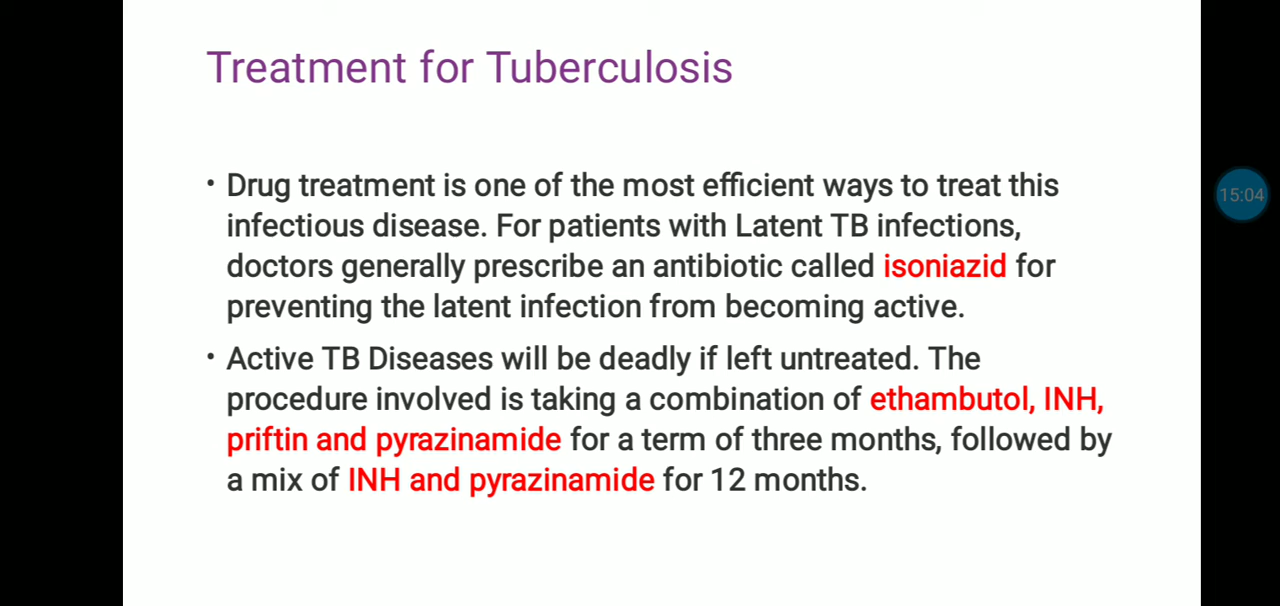 Treatment for Tuberculosis
• Drug treatment is one of the most efficient ways to treat this
infectious disease. For patients with Latent TB infections,
doctors generally prescribe an antibiotic called isoniazid for
preventing the latent infection from becoming active.
• Active TB Diseases will be deadly if left untreated. The
procedure involved is taking a combination of ethambutol, INH,
priftin and pyrazinamide for a term of three months, followed by
a mix of INH and pyrazinamide for 12 months.
15:04